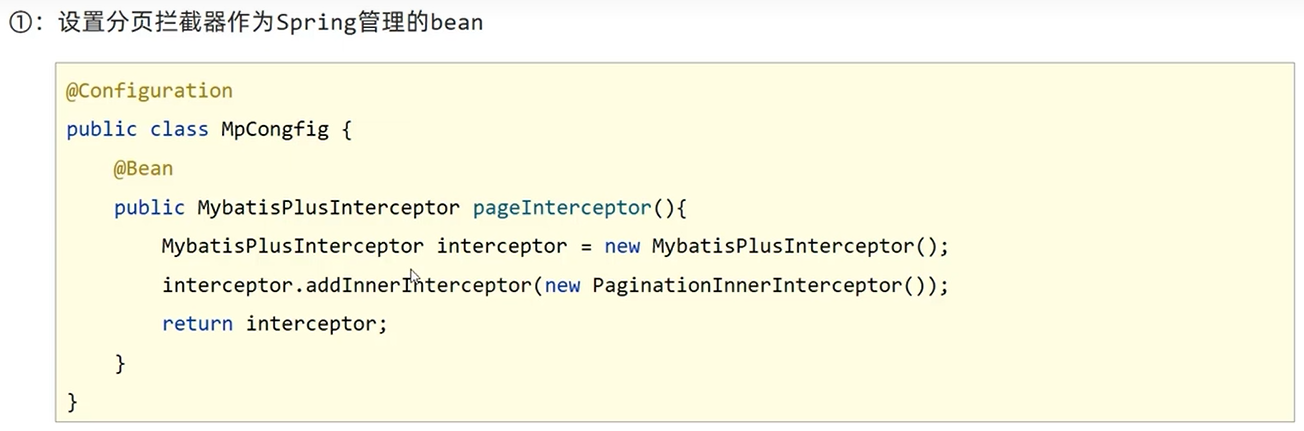 ①: 设置分页拦截器作为Spring管理的bean
@Configuration
public class MpCongfig {
    @Bean
    public MybatisPlusInterceptor pageInterceptor(){
        MybatisPlusInterceptor interceptor = new MybatisPlusInterceptor();
        interceptor.addInnerInterceptor(new PaginationInnerInterceptor());
        return interceptor;
    }
}